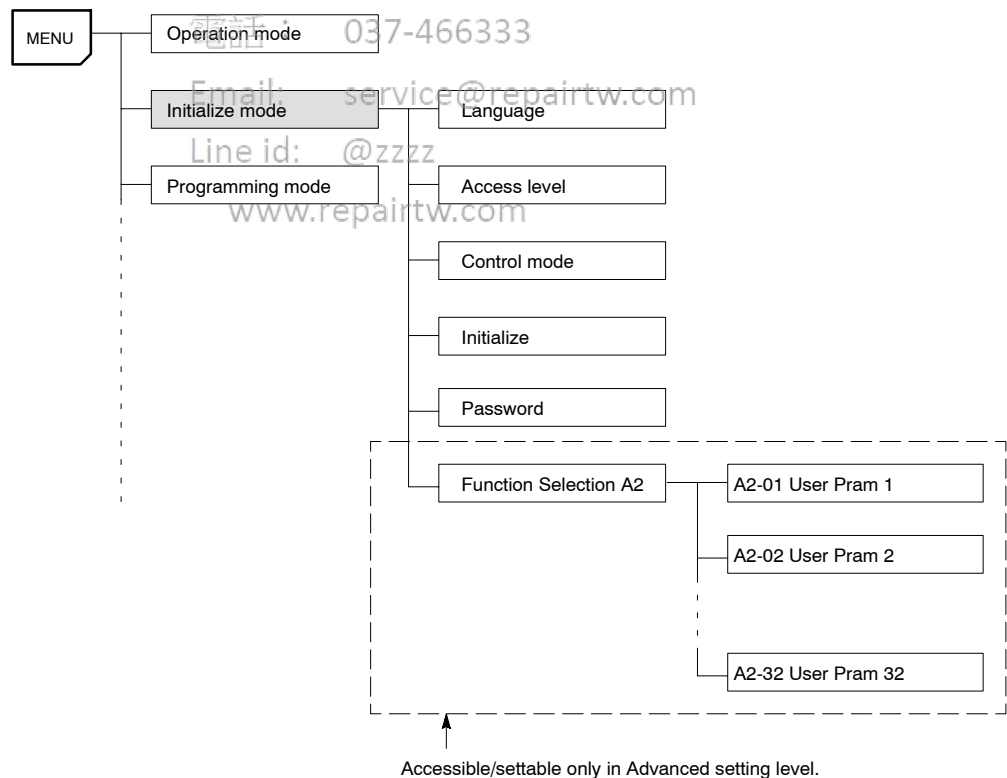 MENU
Operation mode
電話： 037-466333
Email: service@repairtw.com
Initialize mode
Language
Line id: @zzzz
Programming mode
Access level
www.repairtw.com
Control mode
Initialize
Password
Function Selection A2
A2-01 User Pram 1
A2-02 User Pram 2
A2-32 User Pram 32
Accessible/settable only in Advanced setting level.